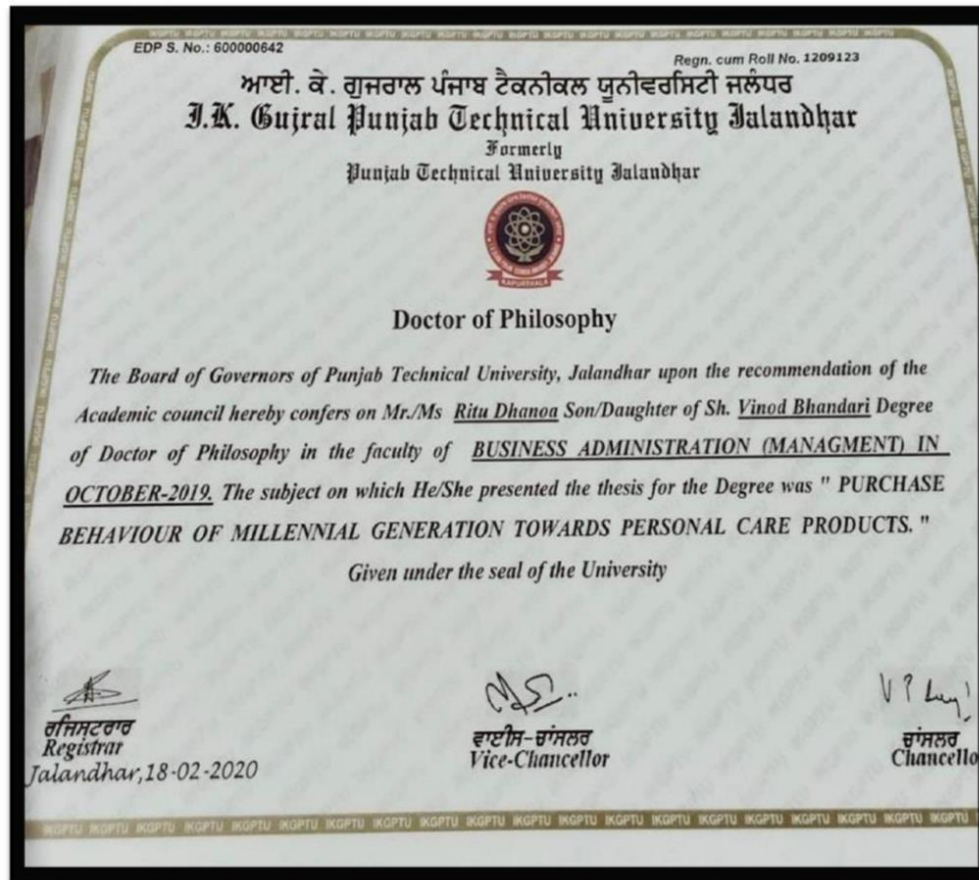 EDP S. No.: 600000642
Regn. cum Roll No. 1209123
ਆਈ. ਕੇ. ਗੁਜਰਾਲ ਪੰਜਾਬ ਟੈਕਨੀਕਲ ਯੂਨੀਵਰਸਿਟੀ ਜਲੰਧਰ
I.K. Gujral Punjab Technical University Jalandhar
Formerly
Punjab Technical University Jalandhar
KAPURTHALA
Doctor of Philosophy
The Board of Governors of Punjab Technical University, Jalandhar upon the recommendation of the
Academic council hereby confers on Mr./Ms Ritu Dhanoa Son/Daughter of Sh. Vinod Bhandari Degree
of Doctor of Philosophy in the faculty of BUSINESS ADMINISTRATION (MANAGMENT) IN
OCTOBER-2019. The subject on which He/She presented the thesis for the Degree was " PURCHASE
BEHAVIOUR OF MILLENNIAL GENERATION TOWARDS PERSONAL CARE PRODUCTS. "
Given under the seal of the University
ਰਜਿਸਟਰਾਰ
Registrar
Jalandhar,18-02-2020
ਵਾਈਸ-ਚਾਂਸਲਰ
Vice-Chancellor
ਚਾਂਸਲਰ
Chancello
IKGPTU IKGPTU IKGPTU IKGPTU IKGPTU IKGPTU IKGPTU IKGPTU IKGPTU IKGPTU IKGPTU IKGPTU IKGPTU IKGPTU